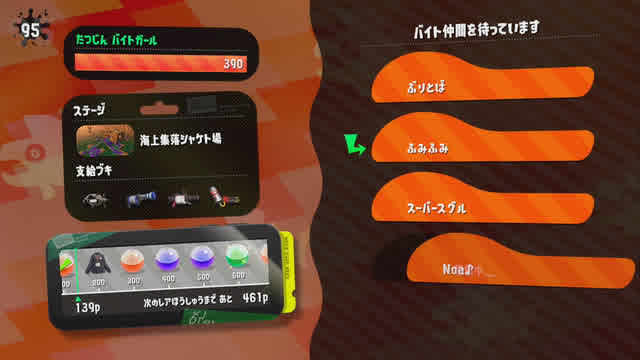 95
たつじん バイトガール
390
ステージ
海上集落シャケト場
支給ブキ
200 300 400 500 600
139p
次のレアほうしゅうまで あと 461p
バイト仲間を待っています
ぶりとば
ふみふみ
スーパースグル